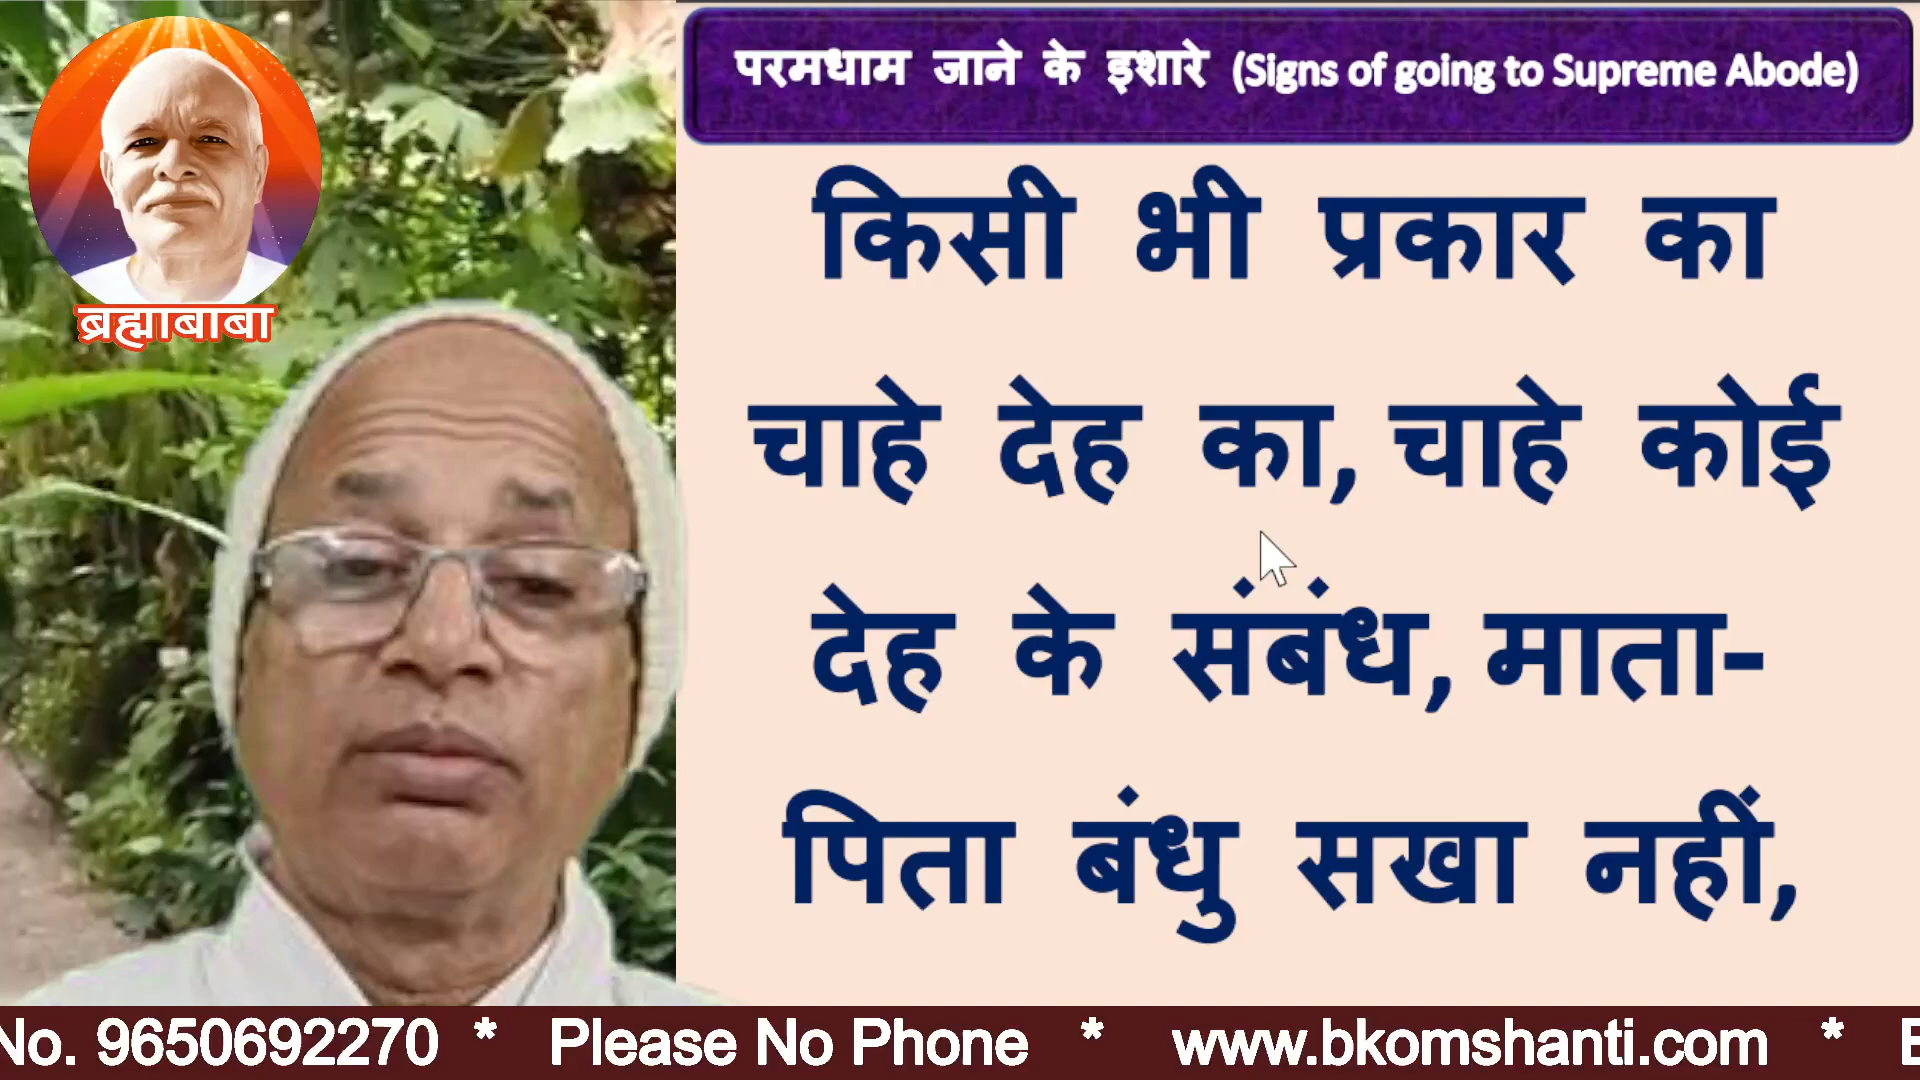 परमधाम जाने के इशारे (Signs of going to Supreme Abode)
ब्रह्माबाबा
किसी भी प्रकार का
चाहे देह का, चाहे कोई
देह के संबंध, माता-
पिता बंधु सखा नहीं,
No. 9650692270 * Please No Phone * www.bkomshanti.com *